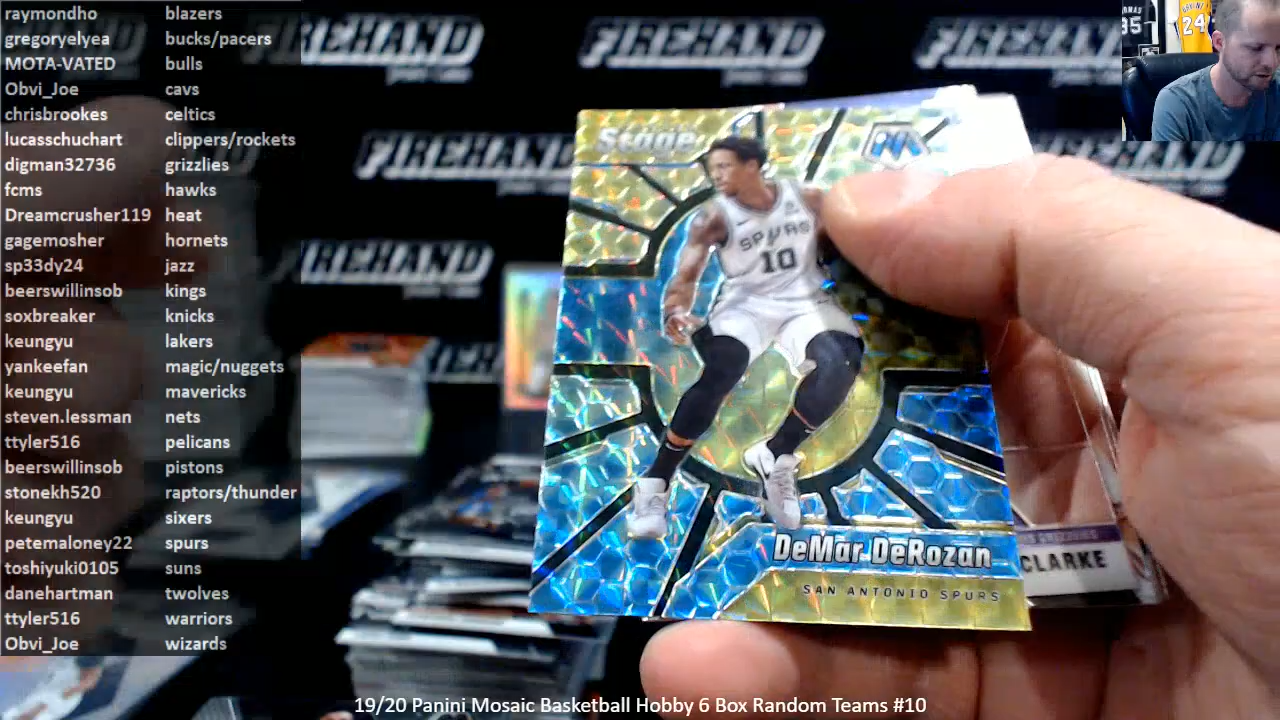 raymondho blazers
gregoryelyea bucks/pacers
MOTA-VATED bulls
Obvi_Joe cavs
chrisbrookes celtics
lucasschuchart clippers/rockets
digman32736 grizzlies
fcms hawks
Dreamcrusher119 heat
gagemosher hornets
sp33dy24 jazz
beerswillinsob kings
soxbreaker knicks
keungyu lakers
yankeefan magic/nuggets
keungyu mavericks
steven.lessman nets
ttyler516 pelicans
beerswillinsob pistons
stonekh520 raptors/thunder
keungyu sixers
petemaloney22 spurs
toshiyuki0105 suns
danehartman twolves
ttyler516 warriors
Obvi_Joe wizards
FIREHAND
FIREHAND
FIREHAND
FIREHAND
35
24
Stage
SPURS
10
DeMar DeRozan
SAN ANTONIO SPURS
CLARKE
19/20 Panini Mosaic Basketball Hobby 6 Box Random Teams #10